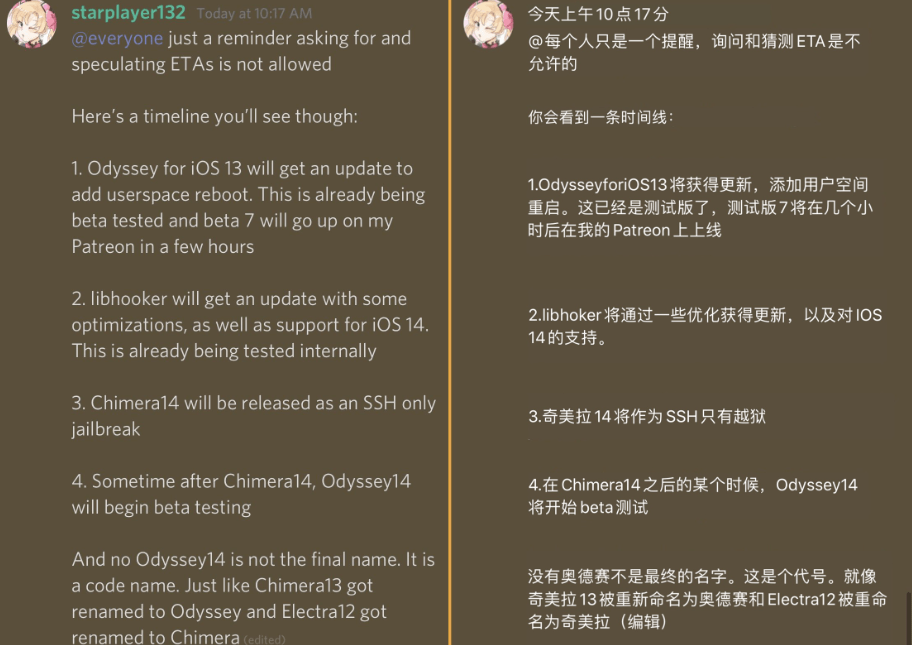 starplayer132 Today at 10:17 AM
@everyone just a reminder asking for and
speculating ETAs is not allowed
Here's a timeline you'll see though:
1. Odyssey for iOS 13 will get an update to
add userspace reboot. This is already being
beta tested and beta 7 will go up on my
Patreon in a few hours
2. libhooker will get an update with some
optimizations, as well as support for iOS 14.
This is already being tested internally
3. Chimera14 will be released as an SSH only
jailbreak
4. Sometime after Chimera14, Odyssey14
will begin beta testing
And no Odyssey14 is not the final name. It is
a code name. Just like Chimera13 got
renamed to Odyssey and Electra12 got
renamed to Chimera (edited)
今天上午10点17分
@每个人只是一个提醒，询问和猜测ETA是不
允许的
你会看到一条时间线：
1.OdysseyforiOS13将获得更新，添加用户空间
重启。这已经是测试版了，测试版7将在几个小
时后在我的Patreon上上线
2.libhoker将通过一些优化获得更新，以及对IOS
14的支持。
3.奇美拉14将作为SSH只有越狱
4.在Chimera14之后的某个时候，Odyssey14
将开始beta测试
没有奥德赛不是最终的名字。这是个代号。就像
奇美拉13被重新命名为奥德赛和Electra12被重命
名为奇美拉（编辑）